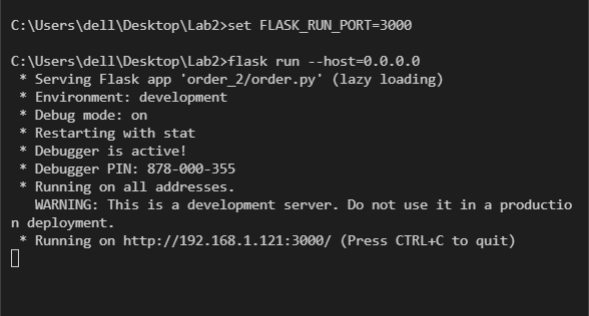 C:\Users\dell\Desktop\Lab2>set FLASK_RUN_PORT=3000
C:\Users\dell\Desktop\Lab2>flask run --host=0.0.0.0
* Serving Flask app 'order_2/order.py' (lazy loading)
* Environment: development
* Debug mode: on
* Restarting with stat
* Debugger is active!
* Debugger PIN: 878-000-355
* Running on all addresses.
WARNING: This is a development server. Do not use it in a productio
n deployment.
* Running on http://192.168.1.121:3000/ (Press CTRL+C to quit)